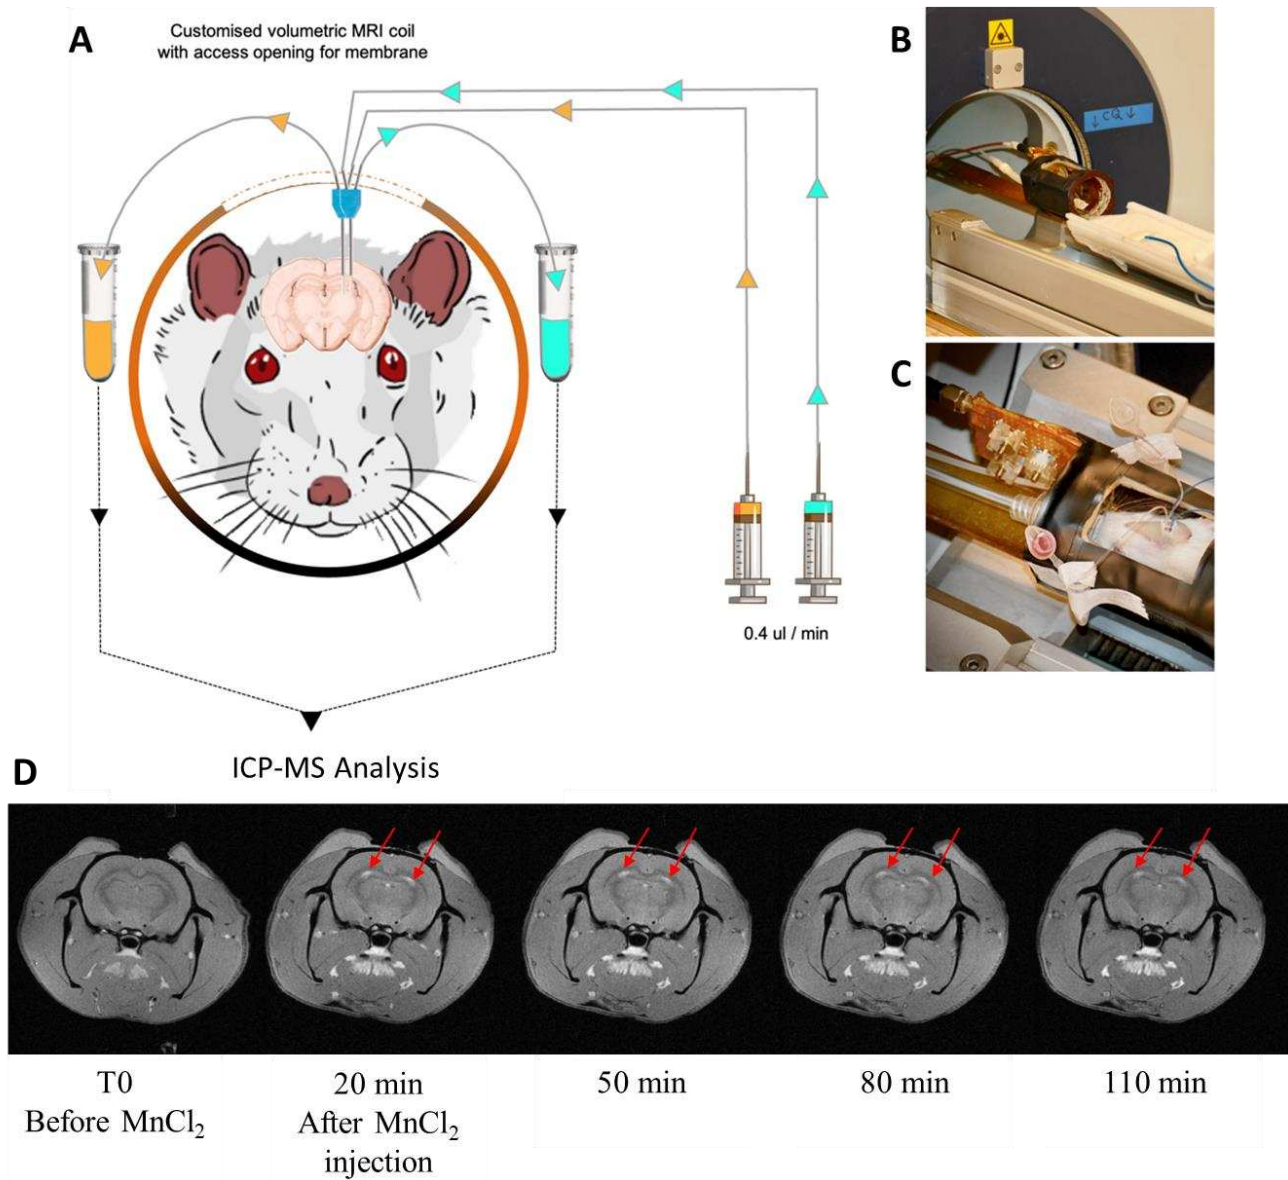 A
Customised volumetric MRI coil
with access opening for membrane
B
↓ CQ ↓
C
0.4 ul / min
ICP-MS Analysis
D
T0
Before MnCl₂
20 min
After MnCl₂
injection
50 min
80 min
110 min